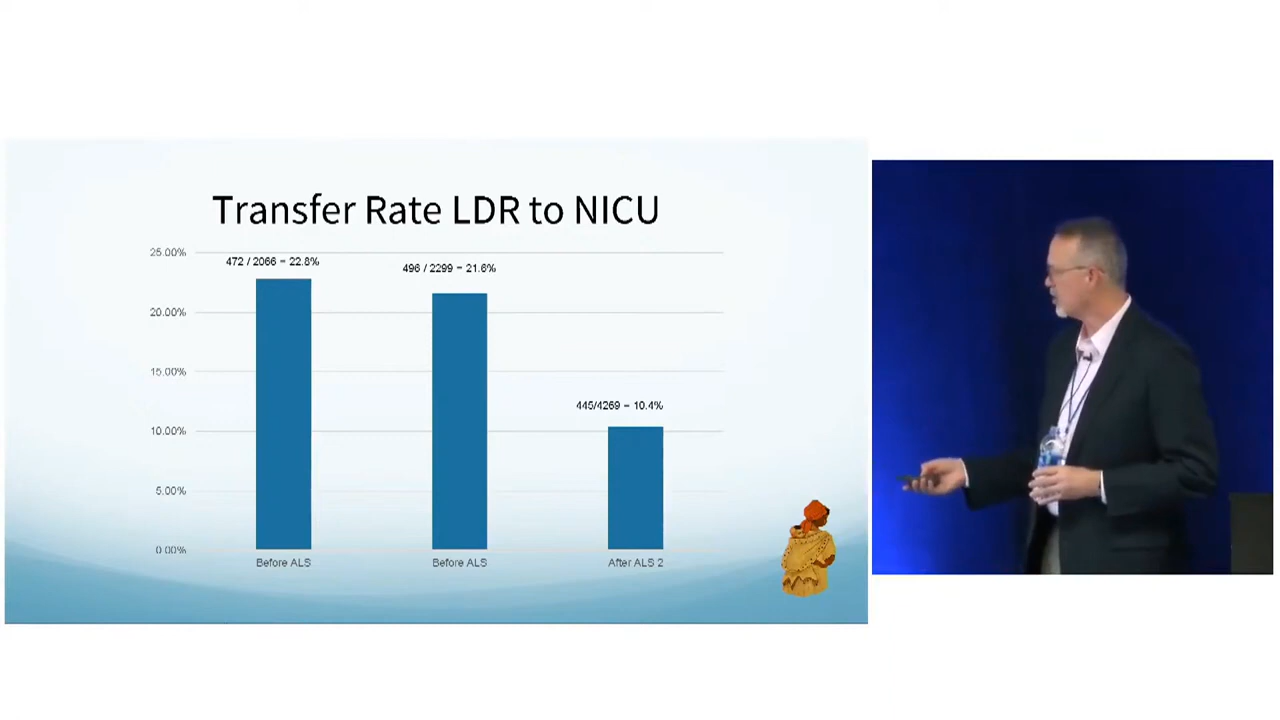 Transfer Rate LDR to NICU
25.00%
472 / 2066 = 22.8%
496 / 2299 = 21.6%
20.00%
15.00%
445/4269 = 10.4%
10.00%
5.00%
0.00%
Before ALS
Before ALS
After ALS 2